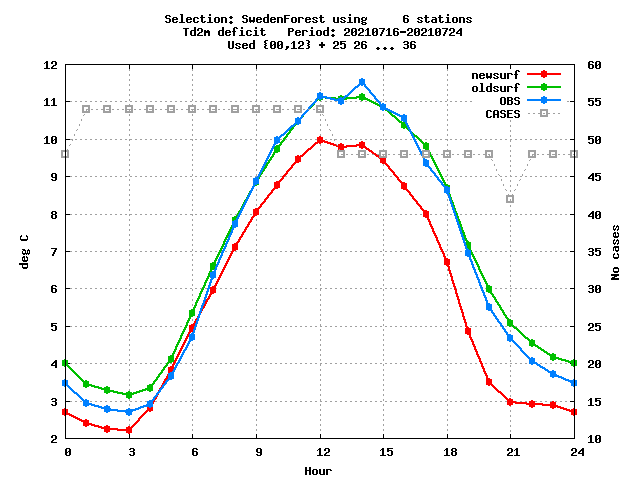 Selection: SwedenForest using     6 stations
Td2m deficit   Period: 20210716-20210724
Used {00,12} + 25 26 ... 36
newsurf
oldsurf
OBS
CASES
12
11
10
9
8
7
6
5
4
3
2
deg C
60
55
50
45
40
35
30
25
20
15
10
No cases
0 3 6 9 12 15 18 21 24
Hour